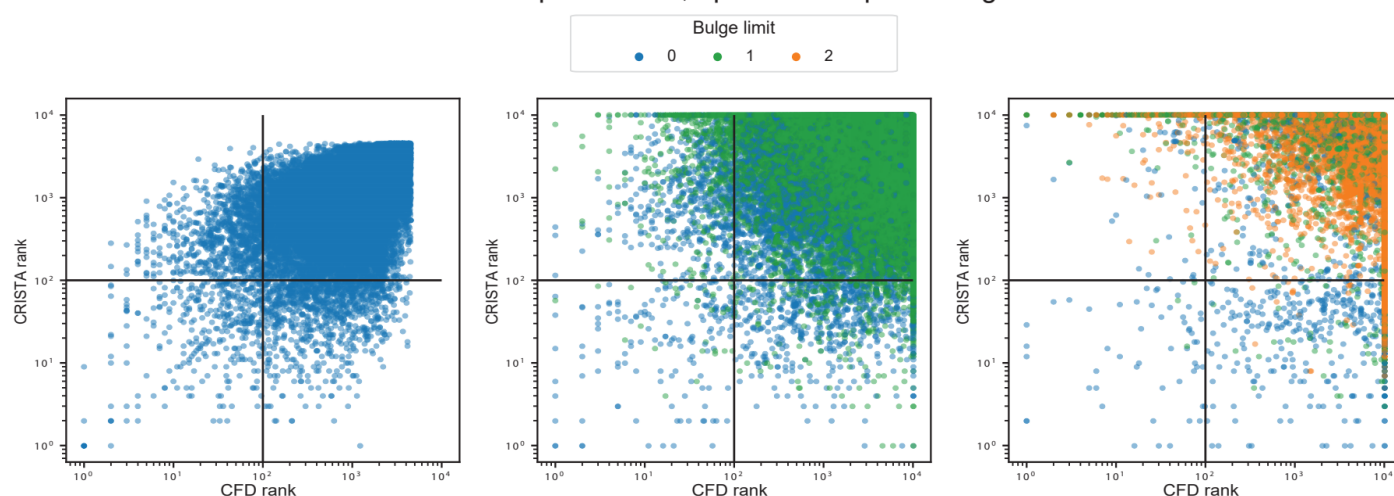 Bulge limit
0 1 2
10⁴ 10⁴ 10⁴
10³ 10³ 10³
10² 10² 10²
10¹ 10¹ 10¹
10⁰ 10⁰ 10⁰
CRISTA rank CRISTA rank CRISTA rank
10⁰ 10¹ 10² 10³ 10⁴ 10⁰ 10¹ 10² 10³ 10⁴ 10⁰ 10¹ 10² 10³
CFD rank CFD rank CFD rank